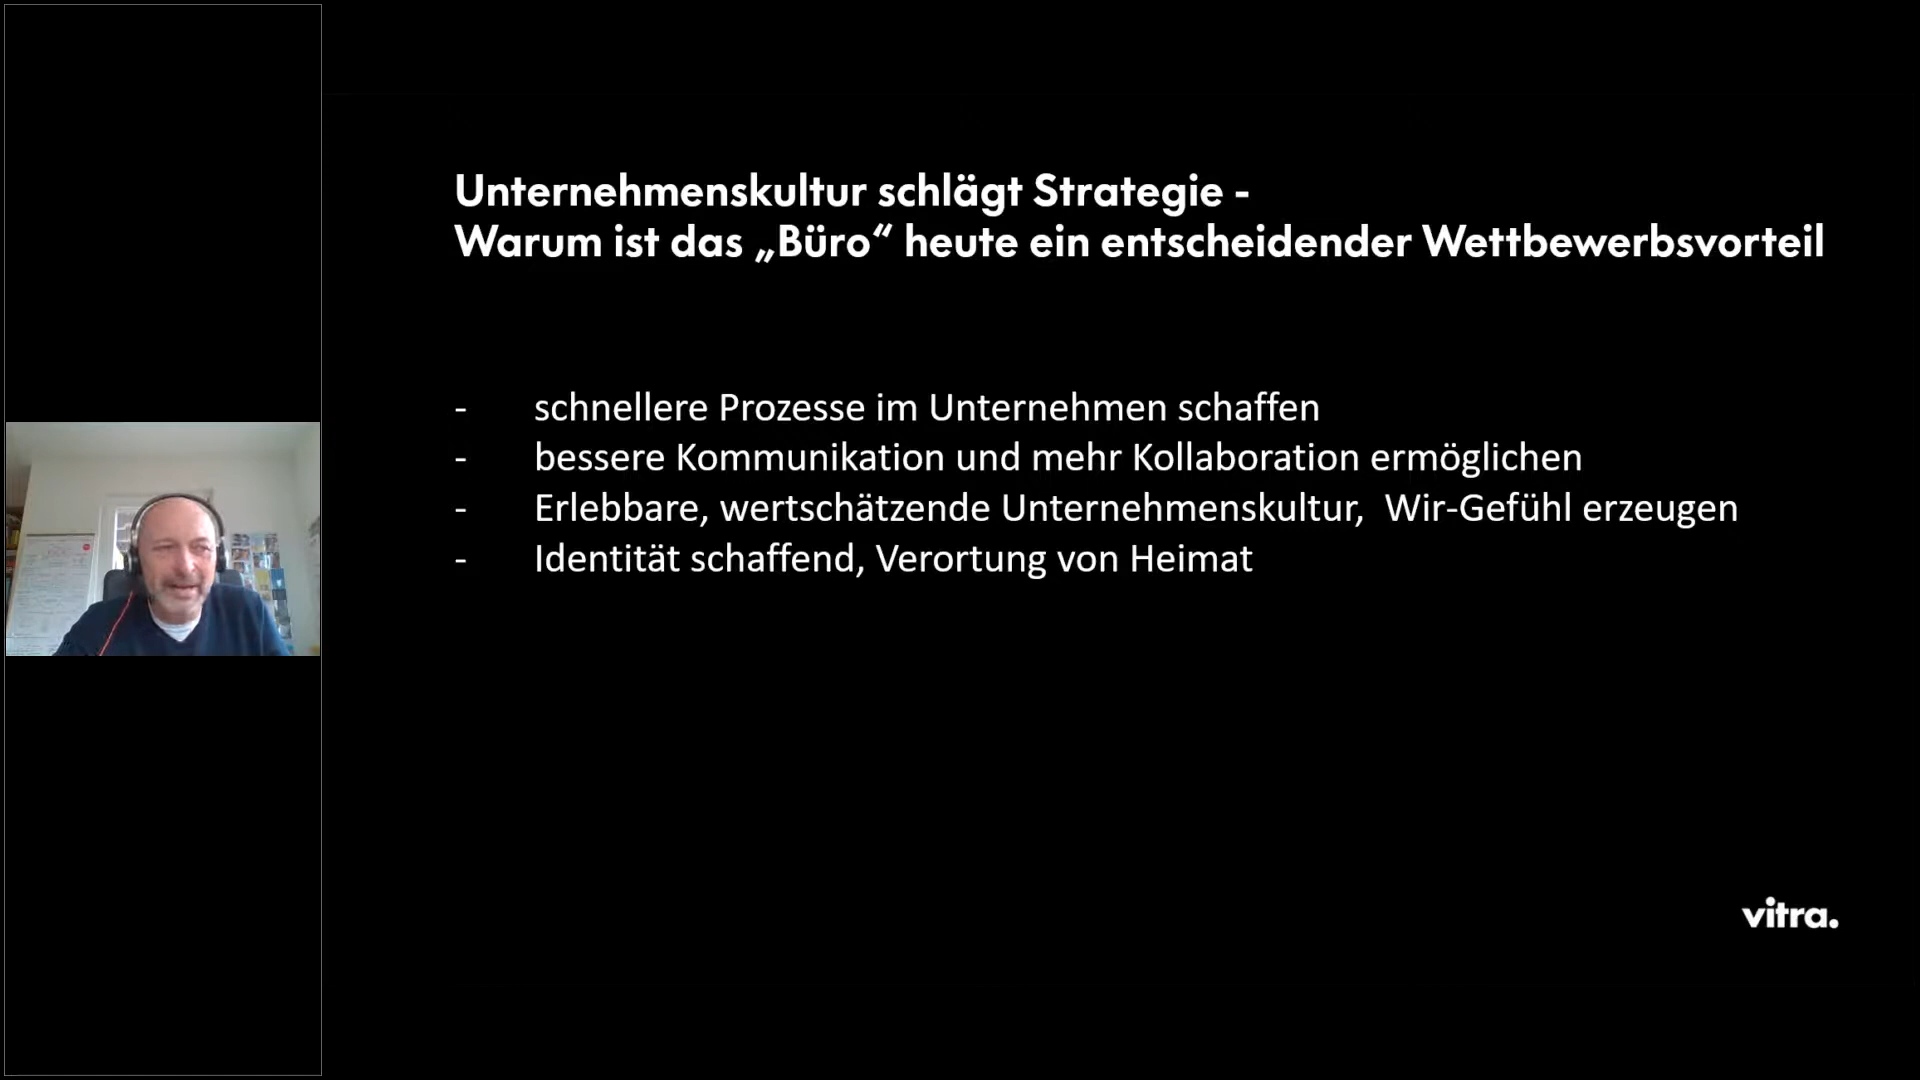 Unternehmenskultur schlägt Strategie -
Warum ist das „Büro“ heute ein entscheidender Wettbewerbsvorteil
- schnellere Prozesse im Unternehmen schaffen
- bessere Kommunikation und mehr Kollaboration ermöglichen
- Erlebbare, wertschätzende Unternehmenskultur,  Wir-Gefühl erzeugen
- Identität schaffend, Verortung von Heimat
vitra.